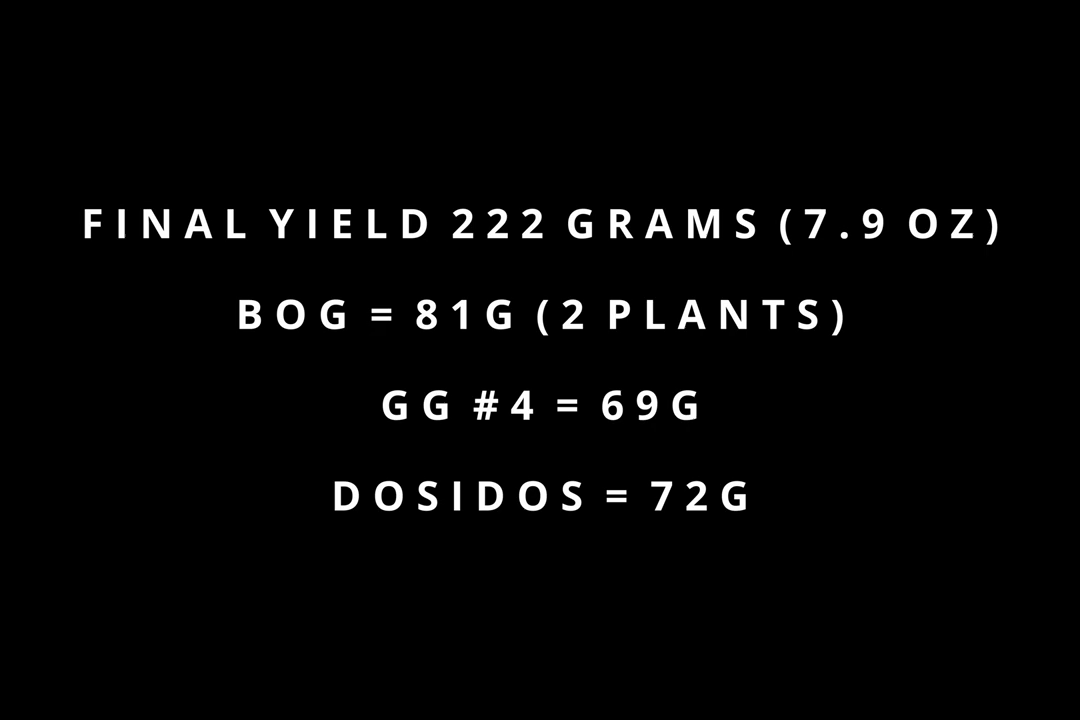 FINAL YIELD 222 GRAMS (7.9 OZ)
BOG = 81G (2 PLANTS)
GG #4 = 69G
DOSIDOS = 72G